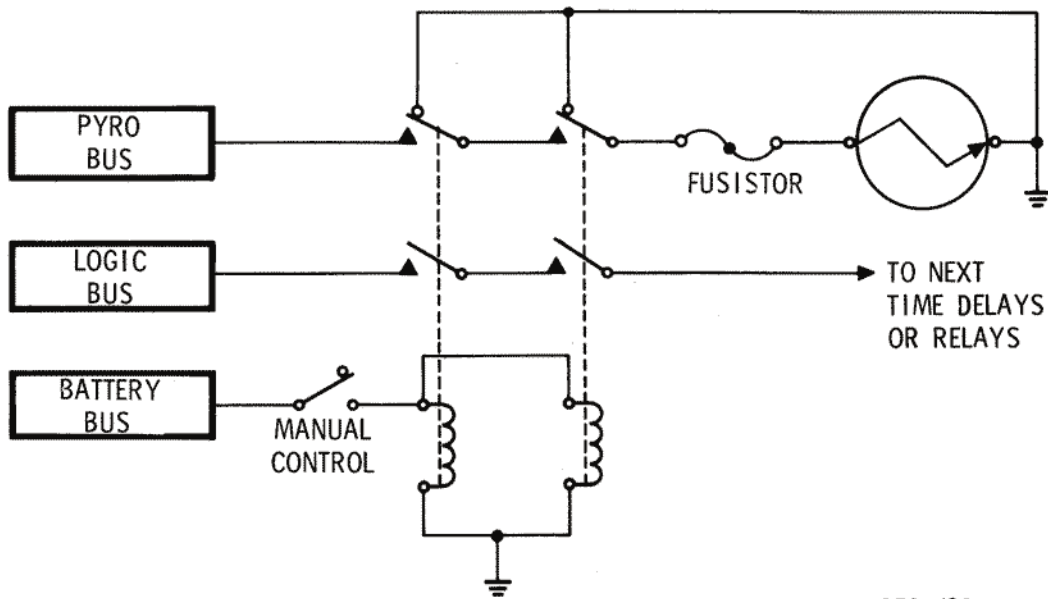 PYRO
BUS
FUSISTOR
LOGIC
BUS
TO NEXT
TIME DELAYS
OR RELAYS
BATTERY
BUS
MANUAL
CONTROL